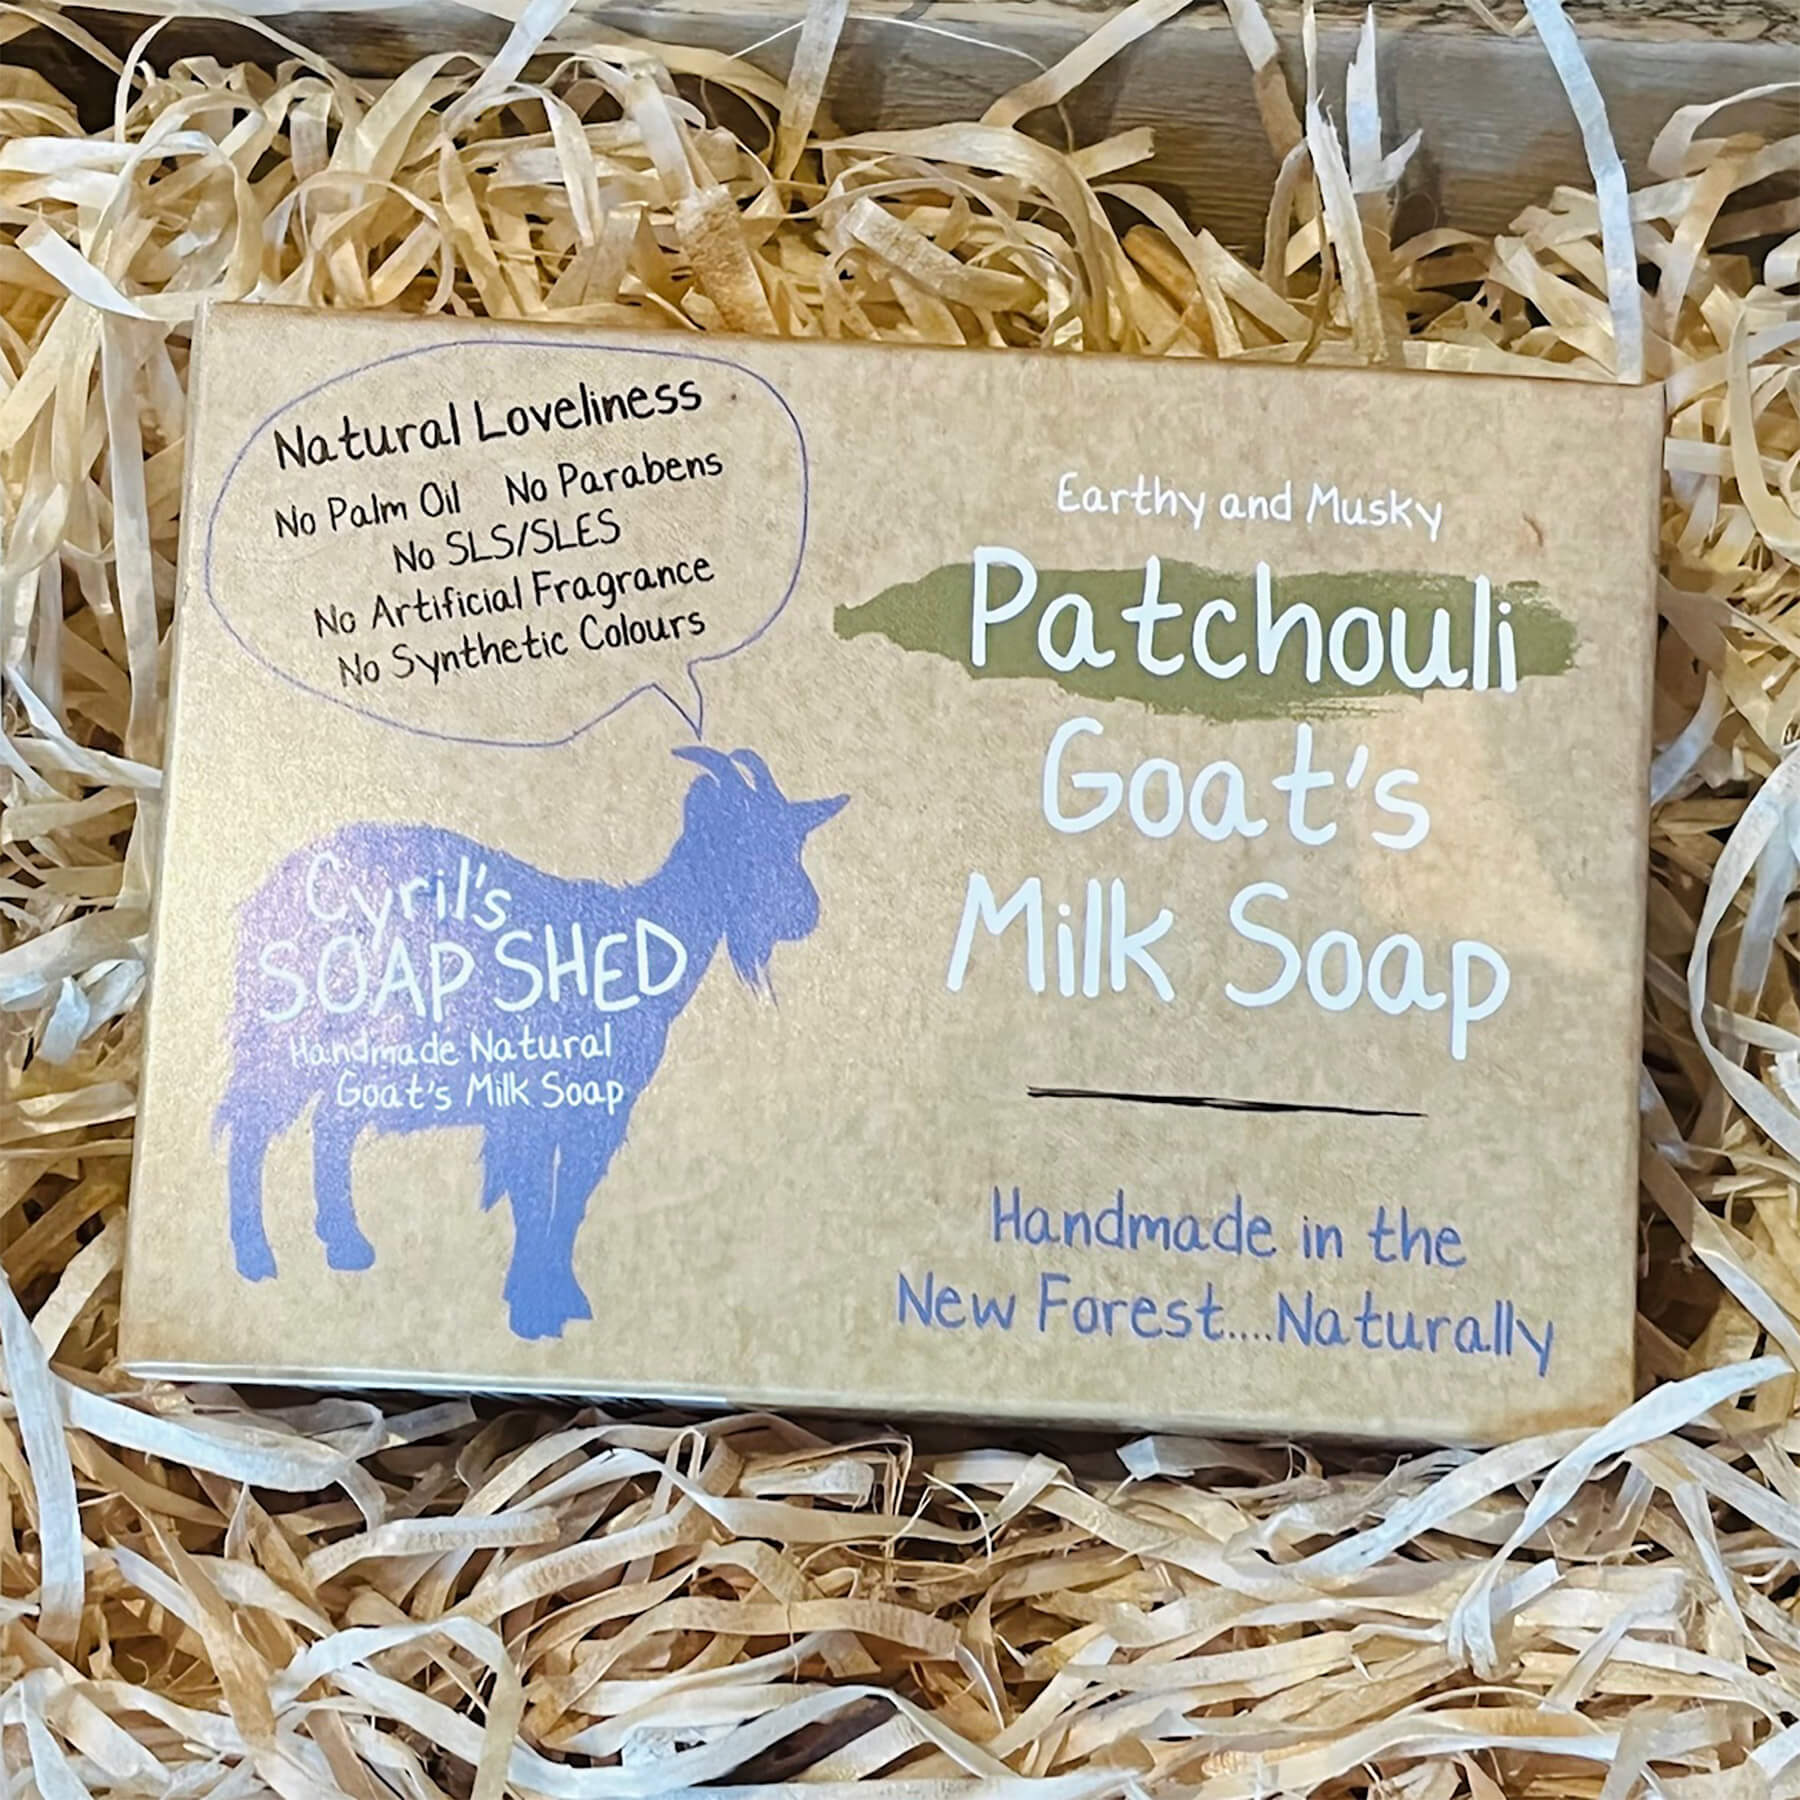 Natural Loveliness
No Palm Oil No Parabens
No SLS/SLES
No Artificial Fragrance
No Synthetic Colours
Cyril's
SOAP SHED
Handmade Natural
Goat's Milk Soap
Earthy and Musky
Patchouli
Goat's
Milk Soap
Handmade in the
New Forest....Naturally